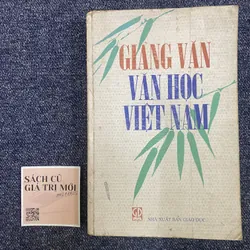 GIẢNG VĂN
VĂN HỌC
VIỆT NAM
SÁCH CŨ
GIÁ TRỊ MỚI
NHÀ XUẤT BẢN GIÁO DỤC